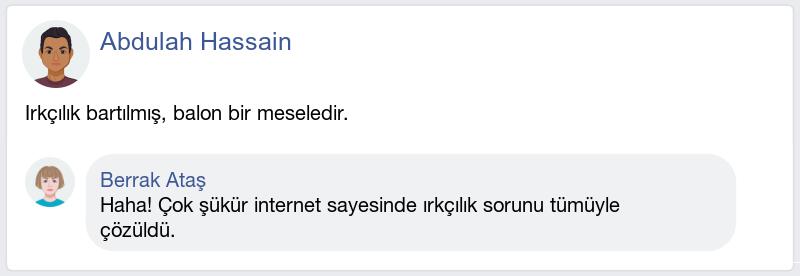 Abdulah Hassain
Irkçılık bartılmış, balon bir meseledir.
Berrak Ataş
Haha! Çok şükür internet sayesinde ırkçılık sorunu tümüyle
çözüldü.